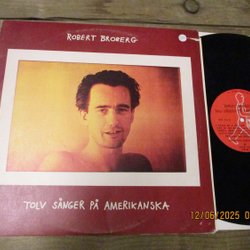 ROBERT BROBERG
TOLV SÅNGER PÅ AMERIKANSKA
12/06/2025